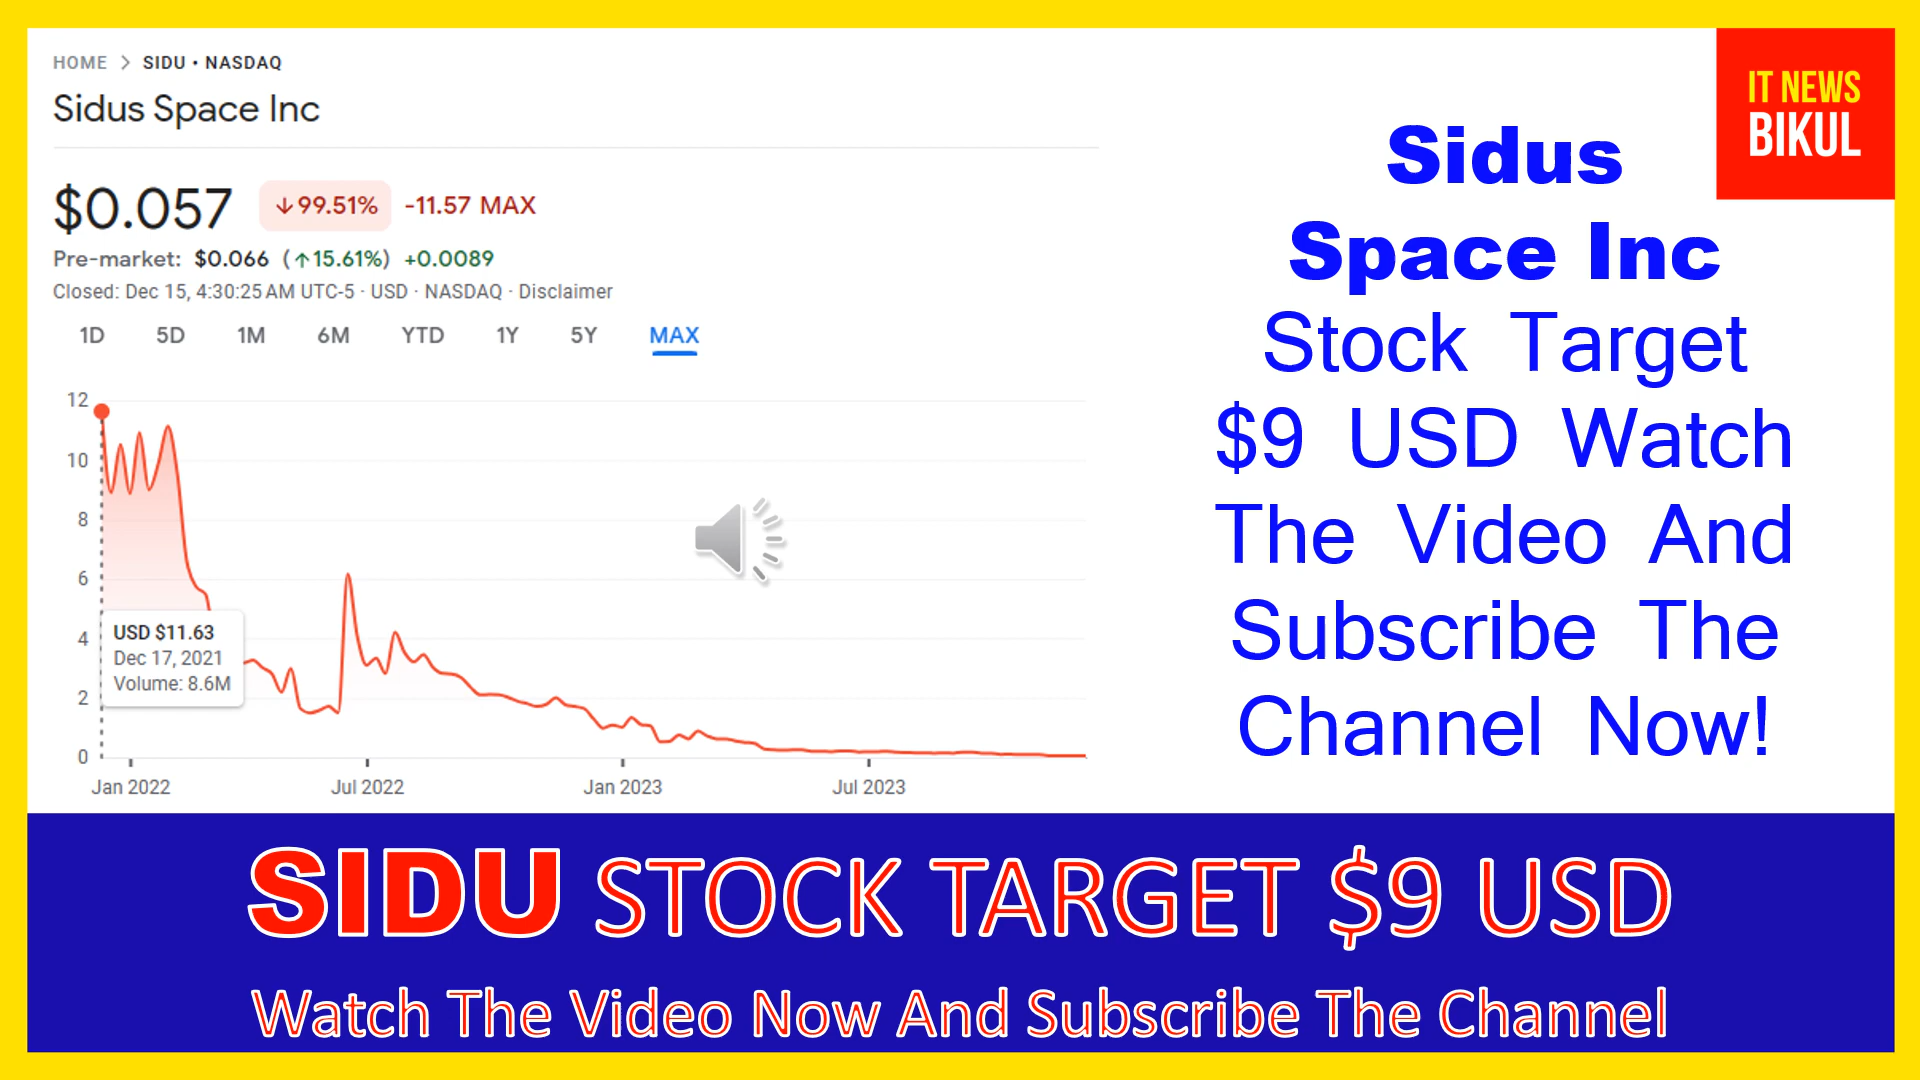 HOME > SIDU • NASDAQ
Sidus Space Inc
$0.057 ↓99.51% -11.57 MAX
Pre-market: $0.066 (↑15.61%) +0.0089
Closed: Dec 15, 4:30:25 AM UTC-5 · USD · NASDAQ · Disclaimer
1D 5D 1M 6M YTD 1Y 5Y MAX
12
10
8
6
4
2
0
USD $11.63
Dec 17, 2021
Volume: 8.6M
Jan 2022 Jul 2022 Jan 2023 Jul 2023
IT NEWS
BIKUL
Sidus
Space Inc
Stock Target
$9 USD Watch
The Video And
Subscribe The
Channel Now!
SIDU STOCK TARGET $9 USD
Watch The Video Now And Subscribe The Channel